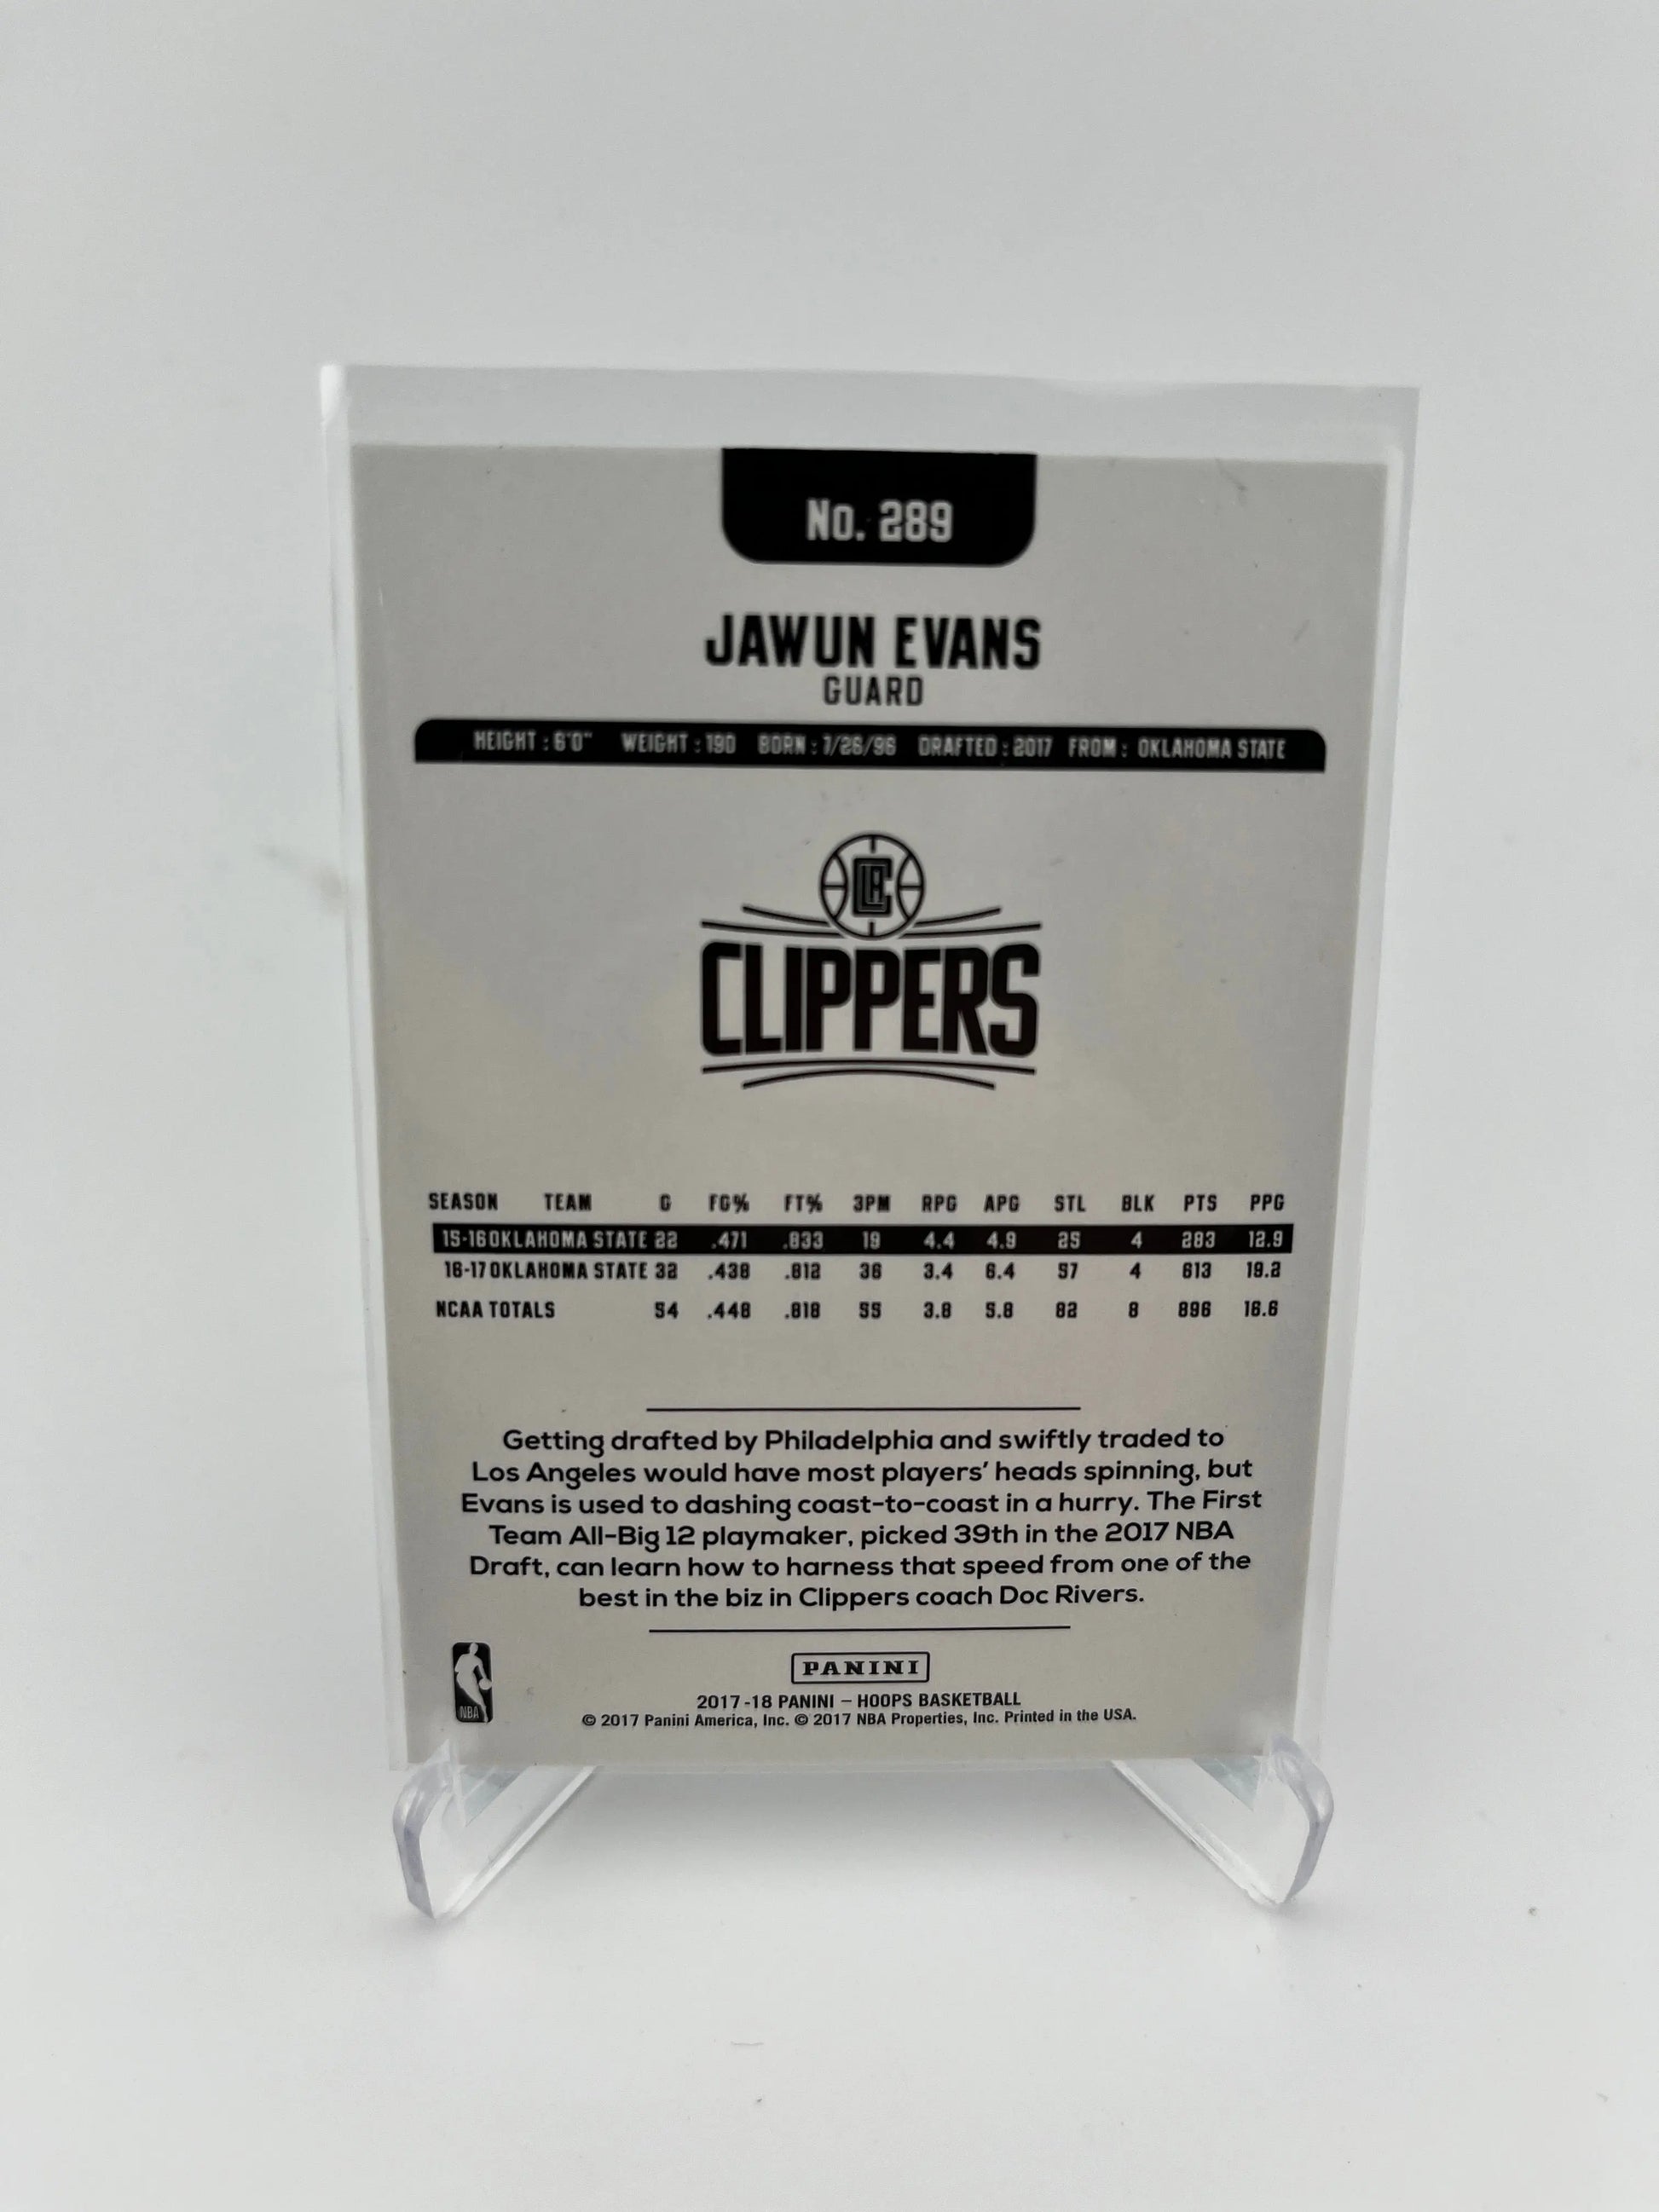 No. 289
JAWUN EVANS
GUARD
HEIGHT : 6'0" WEIGHT : 190 BORN : 7/26/96 DRAFTED : 2017 FROM : OKLAHOMA STATE
LAC
CLIPPERS
SEASON TEAM G FG% FT% 3PM RPG APG STL BLK PTS PPG
15-16 OKLAHOMA STATE 22 .471 .833 19 4.4 4.9 25 4 283 12.9
16-17 OKLAHOMA STATE 32 .438 .812 36 3.4 6.4 57 4 613 19.2
NCAA TOTALS 54 .448 .818 55 3.8 5.8 82 8 896 16.6
Getting drafted by Philadelphia and swiftly traded to
Los Angeles would have most players' heads spinning, but
Evans is used to dashing coast-to-coast in a hurry. The First
Team All-Big 12 playmaker, picked 39th in the 2017 NBA
Draft, can learn how to harness that speed from one of the
best in the biz in Clippers coach Doc Rivers.
NBA
PANINI
2017-18 PANINI – HOOPS BASKETBALL
© 2017 Panini America, Inc. © 2017 NBA Properties, Inc. Printed in the USA.